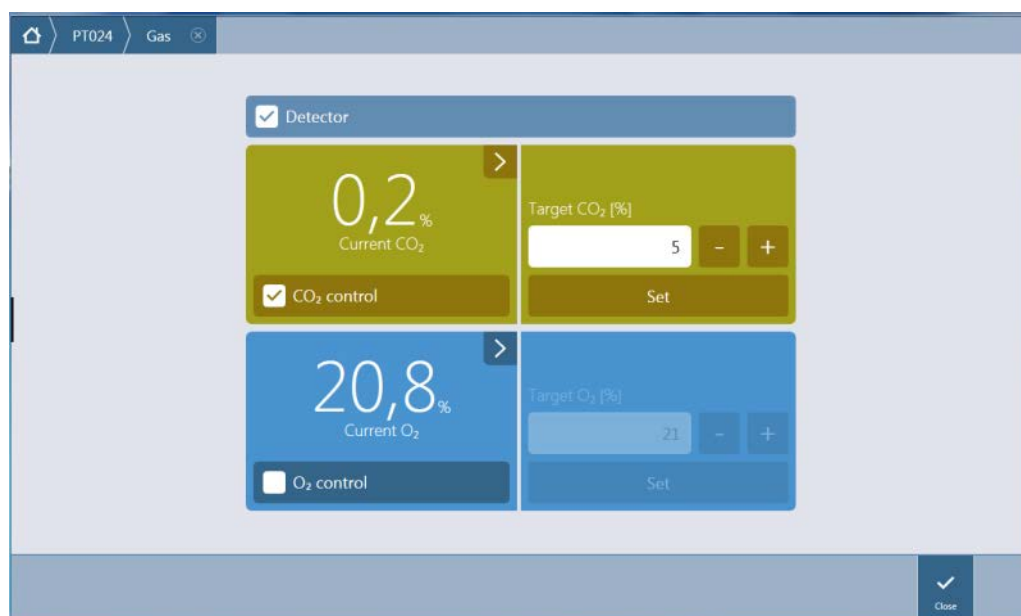 PT024
Gas
Detector
0,2 %
Current CO₂
CO₂ control
Target CO₂ [%]
5
-
+
Set
20,8 %
Current O₂
O₂ control
Target O₂ [%]
21
-
+
Set
Close